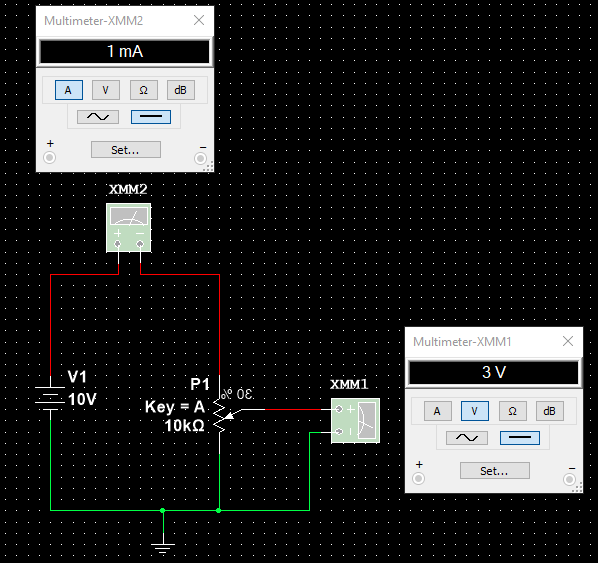 Multimeter-XMM2
1 mA
A V Ω dB
Set...
+ −
XMM2
+ −
V1
10V
P1
30 %
Key = A
10kΩ
XMM1
+
Multimeter-XMM1
3 V
A V Ω dB
Set...
+ −